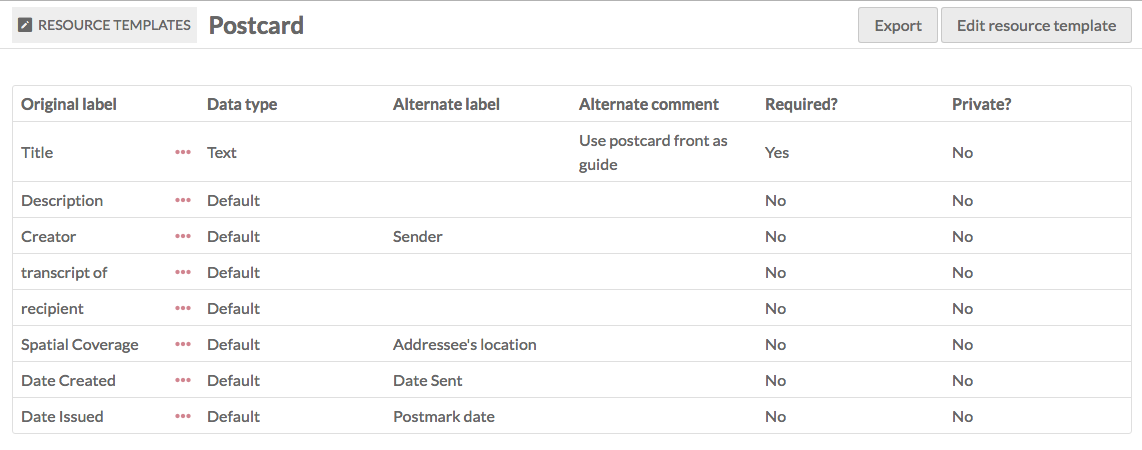 RESOURCE TEMPLATES Postcard Export Edit resource template
Original label Data type Alternate label Alternate comment Required? Private?
Title ••• Text Use postcard front as guide Yes No
Description ••• Default No No
Creator ••• Default Sender No No
transcript of ••• Default No No
recipient ••• Default No No
Spatial Coverage ••• Default Addressee's location No No
Date Created ••• Default Date Sent No No
Date Issued ••• Default Postmark date No No